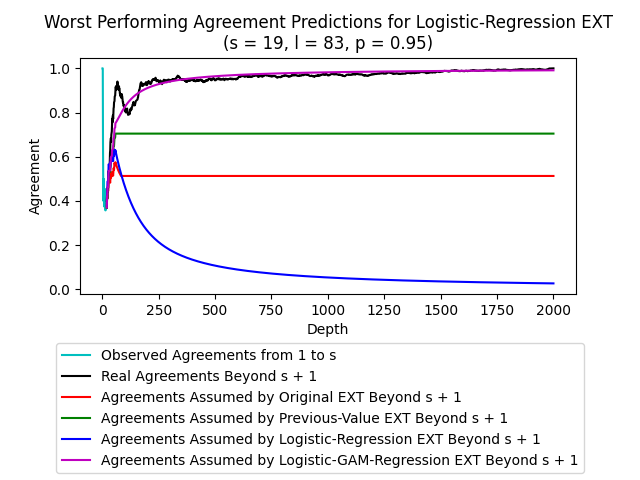 Worst Performing Agreement Predictions for Logistic-Regression EXT
(s = 19, l = 83, p = 0.95)
1.0
0.8
0.6
0.4
0.2
0.0
Agreement
0 250 500 750 1000 1250 1500 1750 2000
Depth
Observed Agreements from 1 to s
Real Agreements Beyond s + 1
Agreements Assumed by Original EXT Beyond s + 1
Agreements Assumed by Previous-Value EXT Beyond s + 1
Agreements Assumed by Logistic-Regression EXT Beyond s + 1
Agreements Assumed by Logistic-GAM-Regression EXT Beyond s + 1